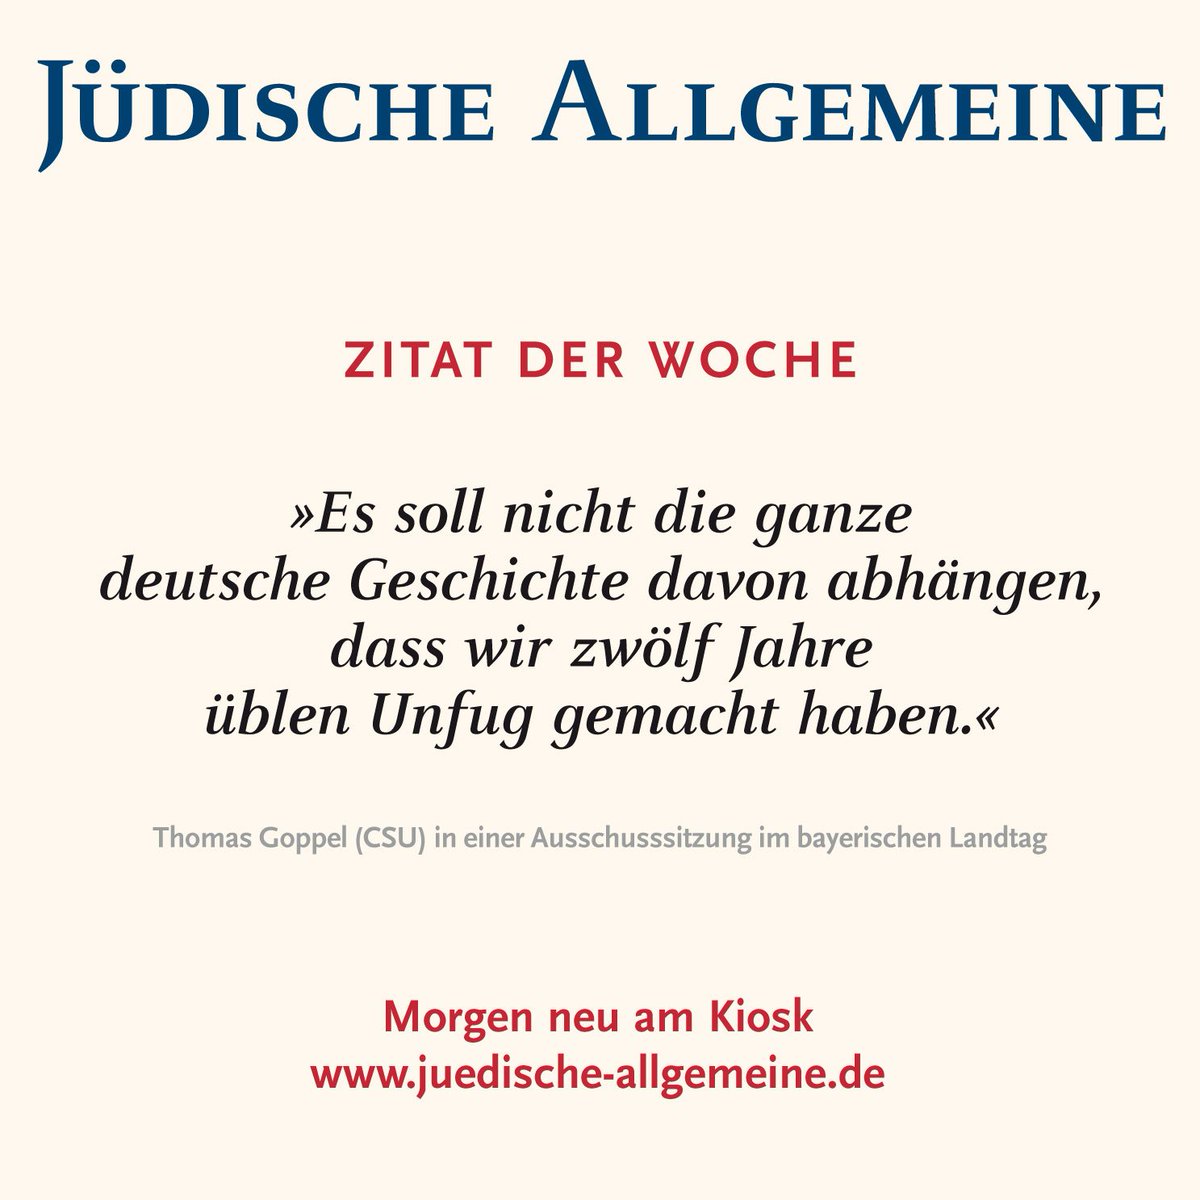 Jüdische Allgemeine
ZITAT DER WOCHE
»Es soll nicht die ganze
deutsche Geschichte davon abhängen,
dass wir zwölf Jahre
üblen Unfug gemacht haben.«
Thomas Goppel (CSU) in einer Ausschusssitzung im bayerischen Landtag
Morgen neu am Kiosk
www.juedische-allgemeine.de